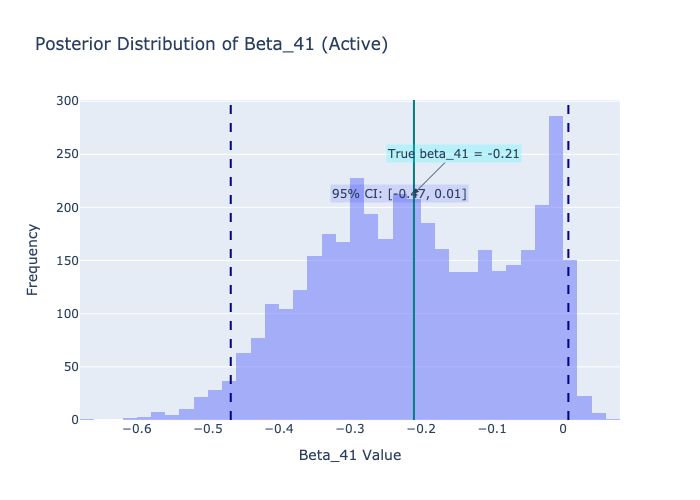 Posterior Distribution of Beta_41 (Active)
300
250
200
150
100
50
0
Frequency
True beta_41 = -0.21
95% CI: [-0.47, 0.01]
−0.6
−0.5
−0.4
−0.3
−0.2
−0.1
0
Beta_41 Value